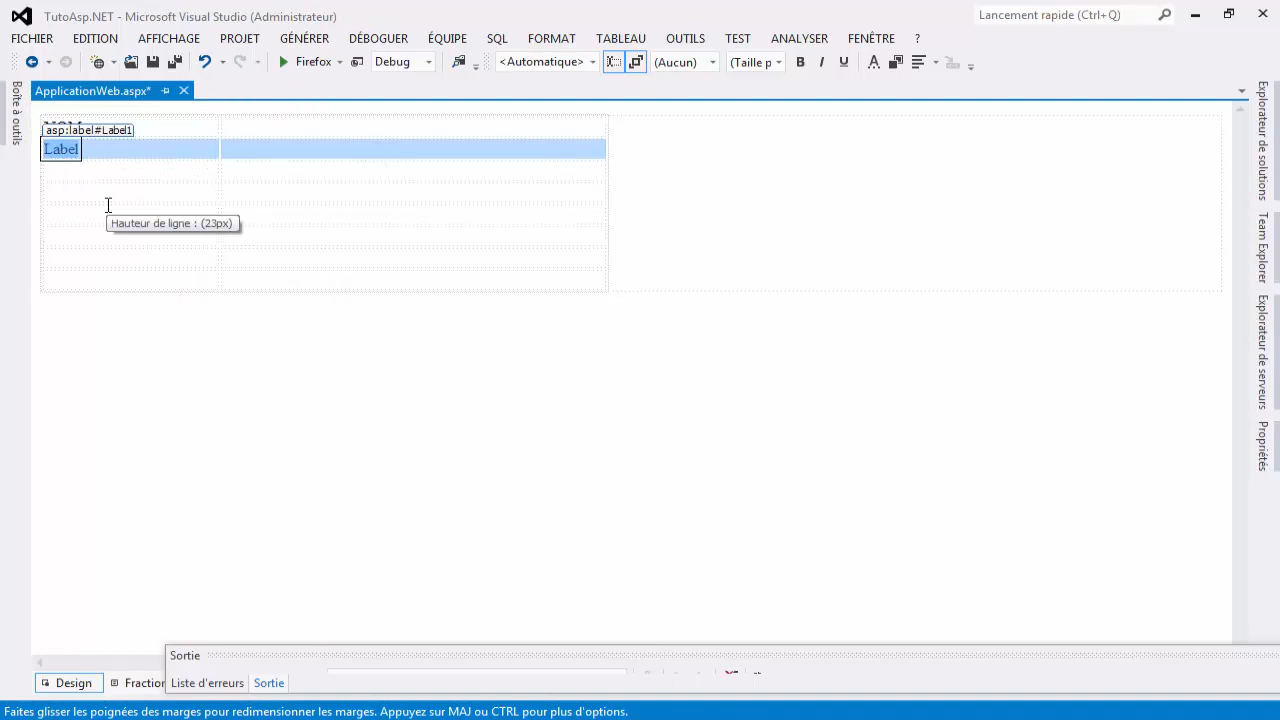 TutoAsp.NET - Microsoft Visual Studio (Administrateur)
Lancement rapide (Ctrl+Q)
FICHIER EDITION AFFICHAGE PROJET GÉNÉRER DÉBOGUER ÉQUIPE SQL FORMAT TABLEAU OUTILS TEST ANALYSER FENÊTRE ?
Firefox Debug <Automatique> (Aucun) (Taille p B I U A
ApplicationWeb.aspx*
Boîte à outils
asp:label#Label1
Label
Hauteur de ligne : (23px)
Explorateur de solutions
Team Explorer
Explorateur de serveurs
Propriétés
Sortie
Design Fraction Liste d'erreurs Sortie
Faites glisser les poignées des marges pour redimensionner les marges. Appuyez sur MAJ ou CTRL pour plus d'options.